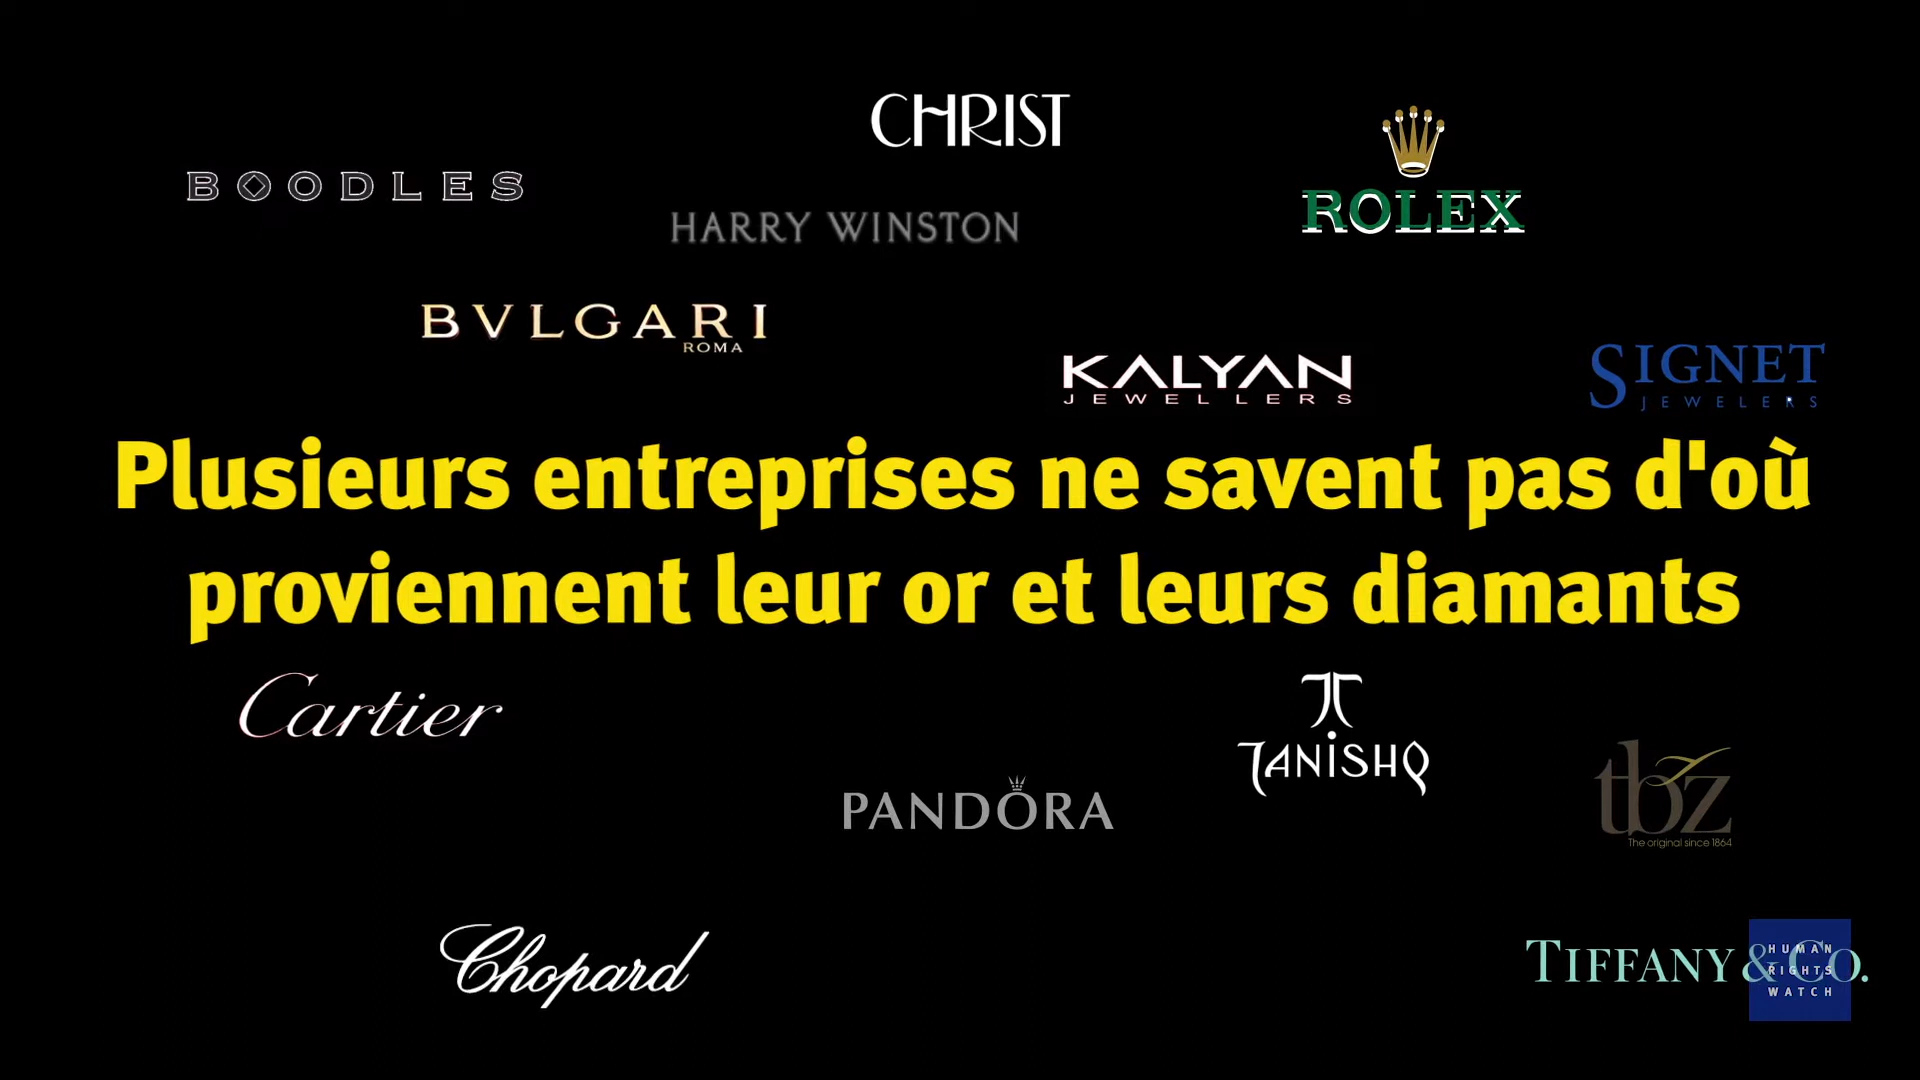 CHRIST
ROLEX
BOODLES
HARRY WINSTON
BVLGARI
ROMA
KALYAN
JEWELLERS
SIGNET
JEWELERS
Plusieurs entreprises ne savent pas d'où
proviennent leur or et leurs diamants
Cartier
TANiSHQ
PANDORA
tbz
The original since 1864
Chopard
TIFFANY & CO.
HUMAN
RIGHTS
WATCH